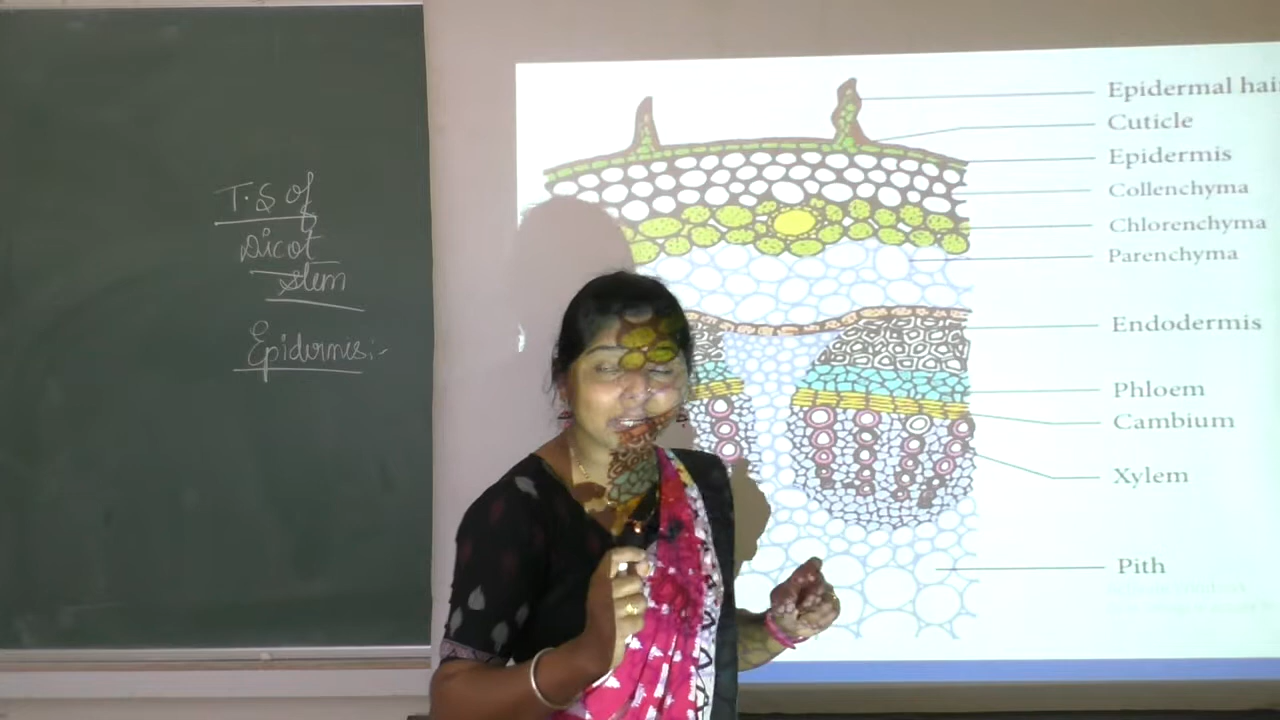 T.S of
Dicot
stem
Epidermis:-
Epidermal hair
Cuticle
Epidermis
Collenchyma
Chlorenchyma
Parenchyma
Endodermis
Phloem
Cambium
Xylem
Pith